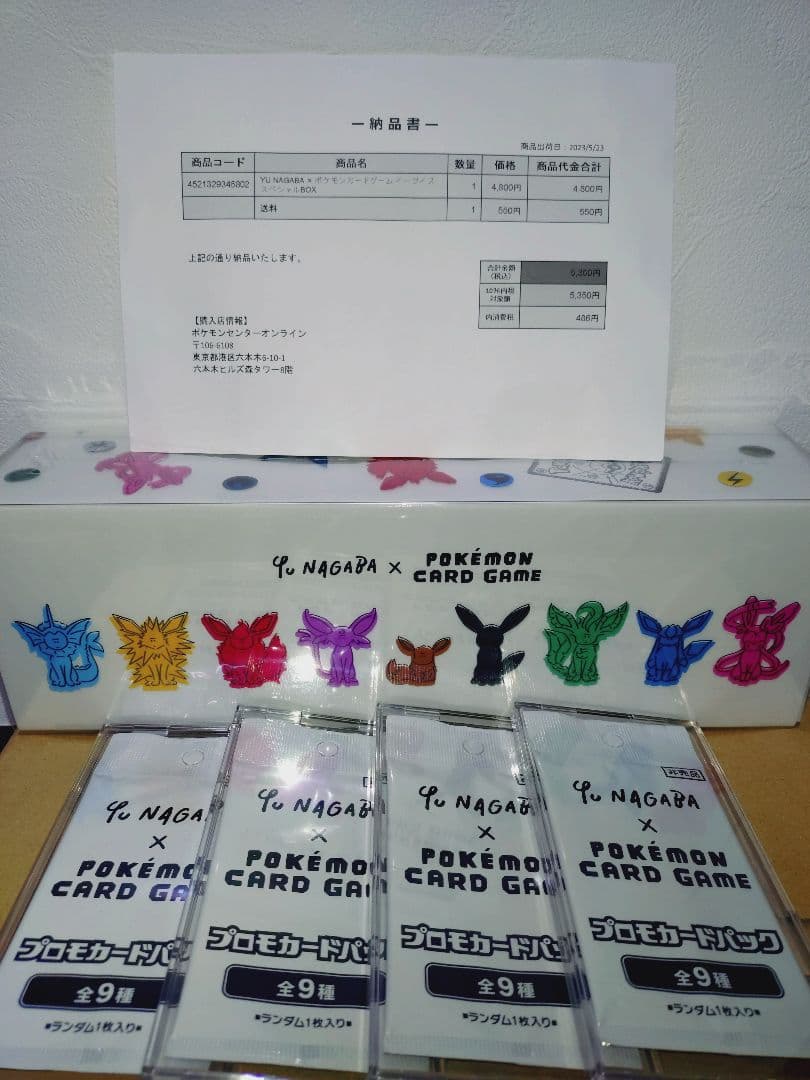 ー納品書ー
商品出荷日：2023/5/23
商品コード 商品名 数量 価格 商品代金合計
4521329346802 YU NAGABA × ポケモンカードゲーム イーブイズ スペシャルBOX 1 4,800円 4,800円
送料 1 550円 550円
上記の通り納品いたします。
合計金額（税込） 5,350円
10%内税対象額 5,350円
内消費税 486円
【購入店情報】
ポケモンセンターオンライン
〒106-6108
東京都港区六本木6-10-1
六本木ヒルズ森タワー8階
YU NAGABA × POKÉMON
CARD GAME
YU NAGA
×
POKÉMO
CARD GA
プロモカードパ
全9種
■ランダム1枚入り■
YU NAGABA
×
POKÉMON
CARD GA
プロモカードパッ
全9種
■ランダム1枚入り■
YU NAGAB
×
POKÉMO
CARD GA
プロモカードパッ
全9種
■ランダム1枚入り■
非売品
YU NAGABA
×
POKÉMON
CARD GAME
プロモカードパック
全9種
■ランダム1枚入り■